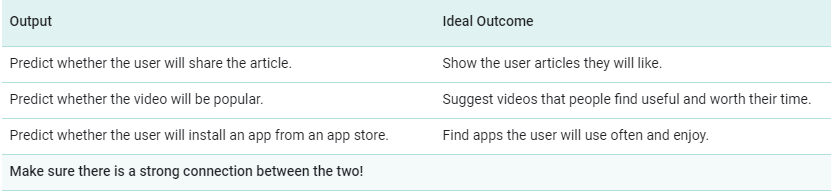 Output Ideal Outcome
Predict whether the user will share the article. Show the user articles they will like.
Predict whether the video will be popular. Suggest videos that people find useful and worth their time.
Predict whether the user will install an app from an app store. Find apps the user will use often and enjoy.
Make sure there is a strong connection between the two!